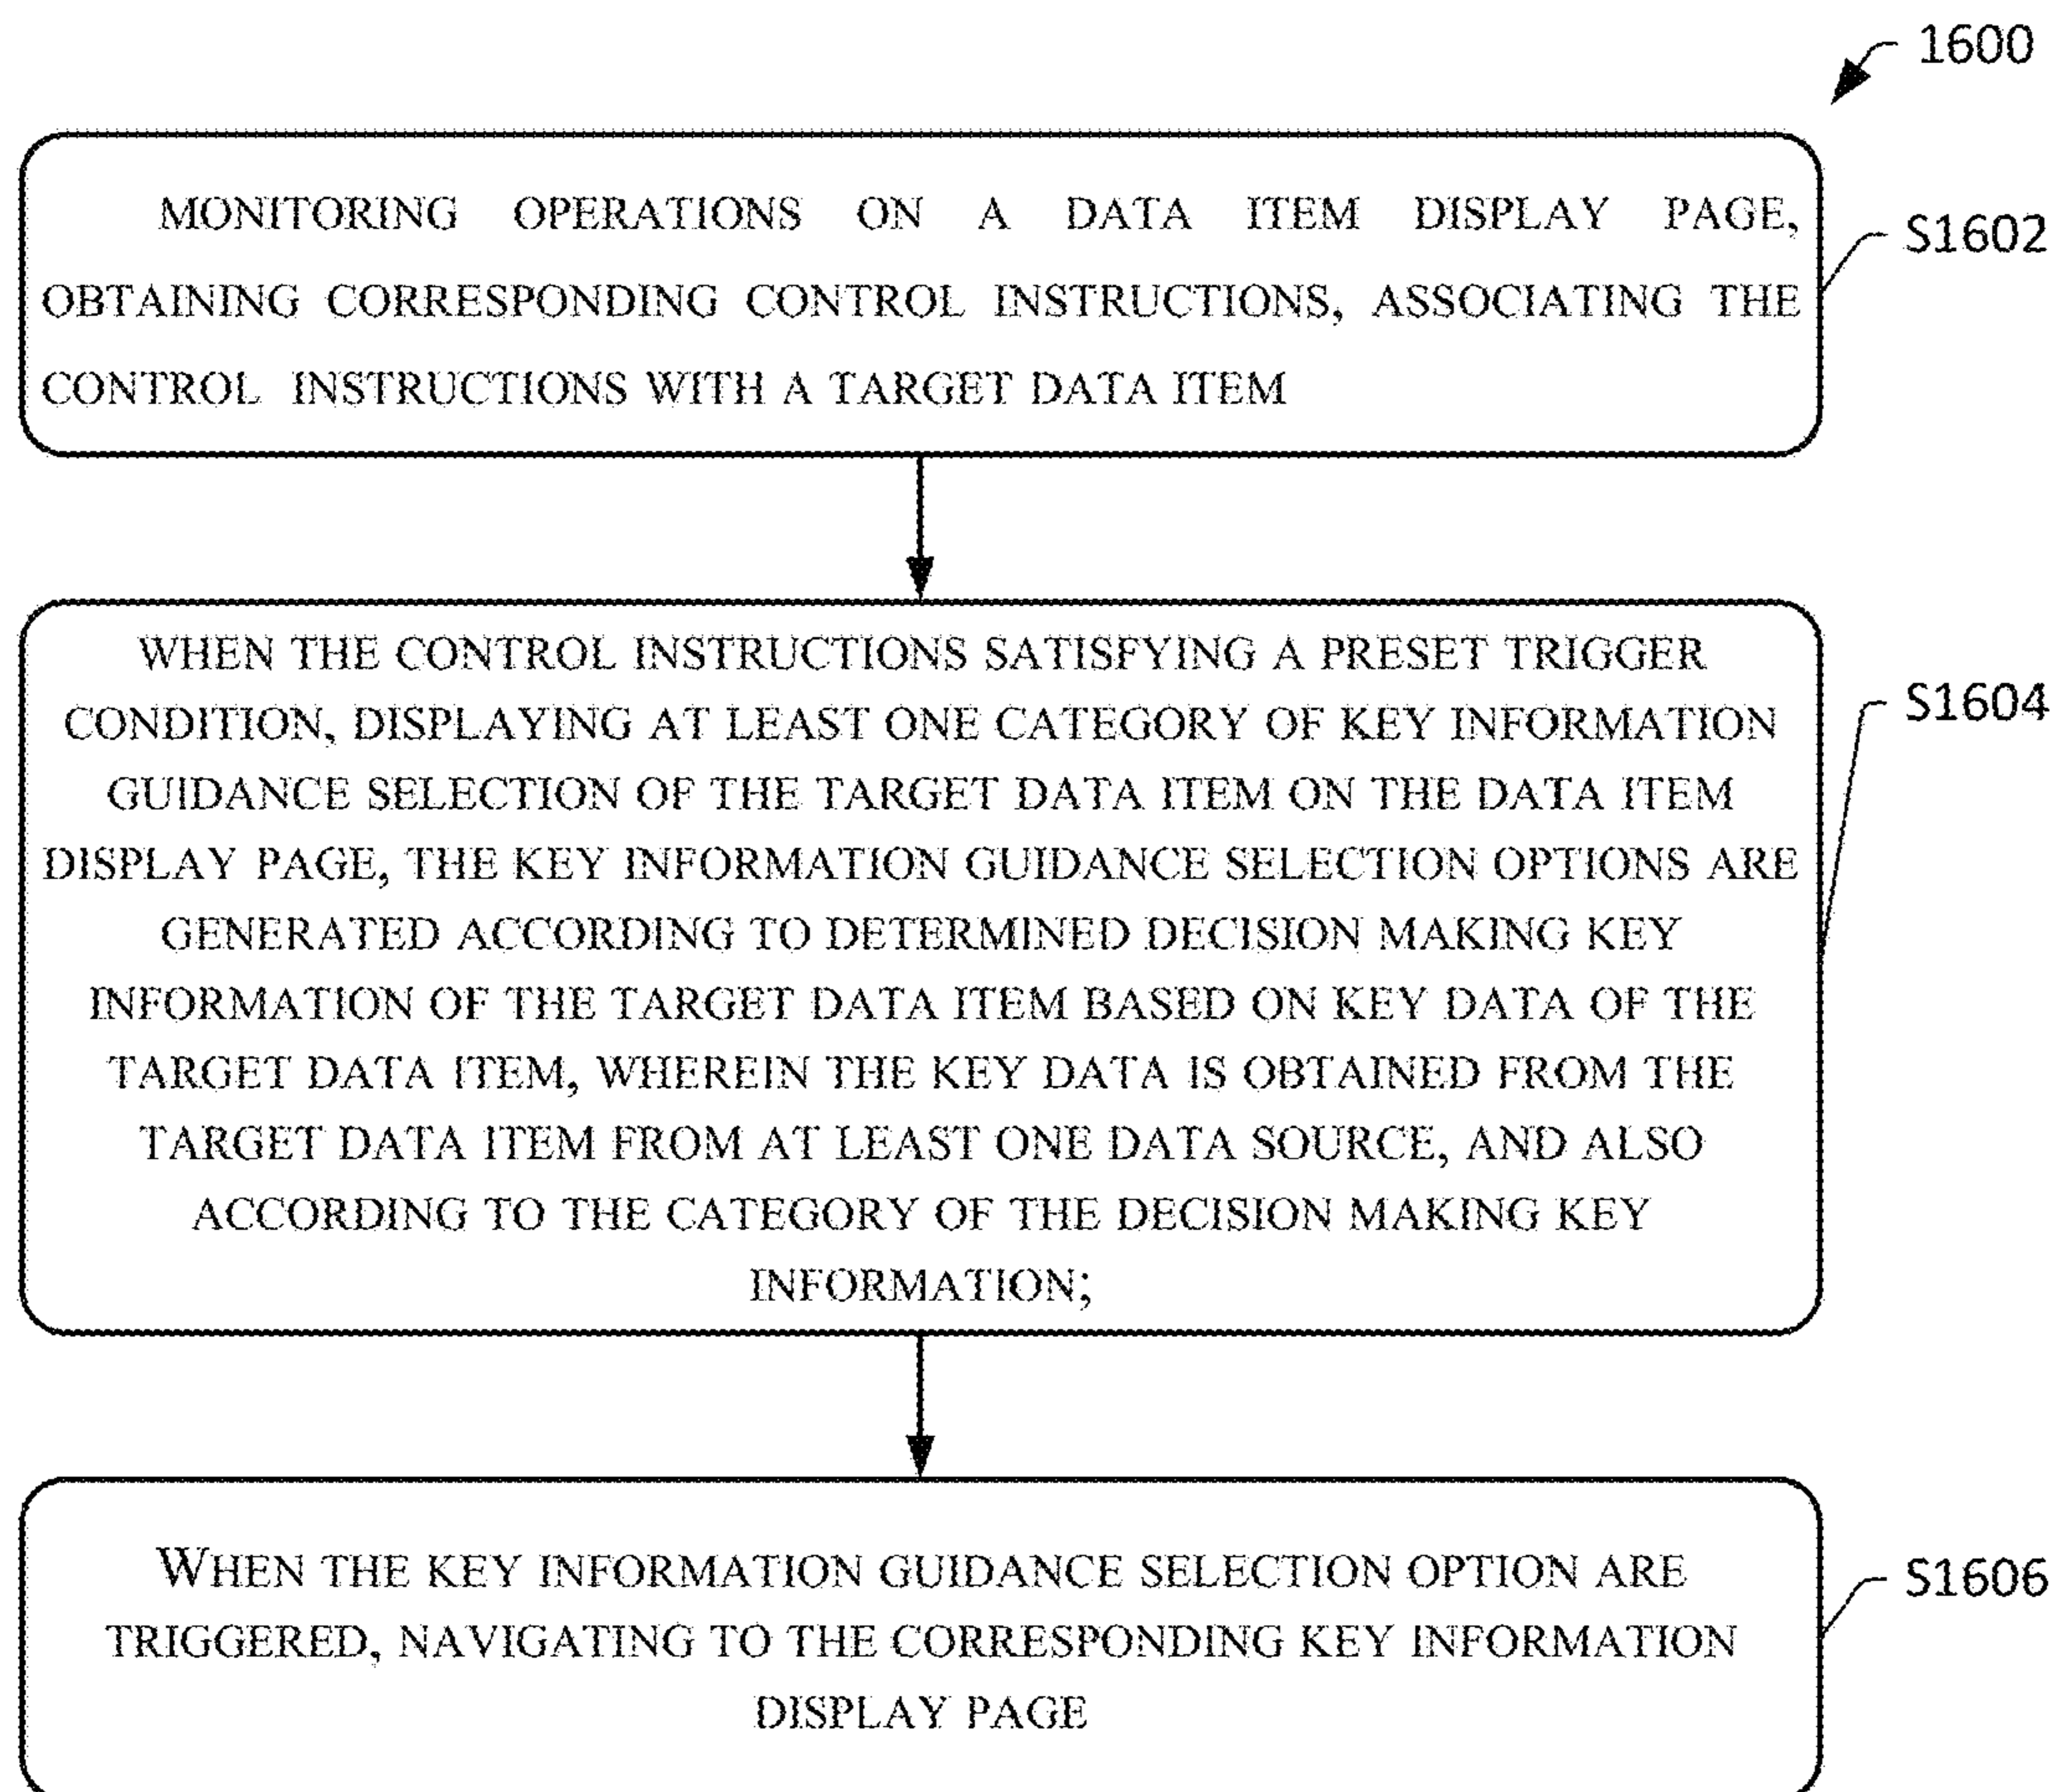 1600
MONITORING OPERATIONS ON A DATA ITEM DISPLAY PAGE,
OBTAINING CORRESPONDING CONTROL INSTRUCTIONS, ASSOCIATING THE
CONTROL INSTRUCTIONS WITH A TARGET DATA ITEM
S1602
WHEN THE CONTROL INSTRUCTIONS SATISFYING A PRESET TRIGGER
CONDITION, DISPLAYING AT LEAST ONE CATEGORY OF KEY INFORMATION
GUIDANCE SELECTION OF THE TARGET DATA ITEM ON THE DATA ITEM
DISPLAY PAGE, THE KEY INFORMATION GUIDANCE SELECTION OPTIONS ARE
GENERATED ACCORDING TO DETERMINED DECISION MAKING KEY
INFORMATION OF THE TARGET DATA ITEM BASED ON KEY DATA OF THE
TARGET DATA ITEM, WHEREIN THE KEY DATA IS OBTAINED FROM THE
TARGET DATA ITEM FROM AT LEAST ONE DATA SOURCE, AND ALSO
ACCORDING TO THE CATEGORY OF THE DECISION MAKING KEY
INFORMATION;
S1604
WHEN THE KEY INFORMATION GUIDANCE SELECTION OPTION ARE
TRIGGERED, NAVIGATING TO THE CORRESPONDING KEY INFORMATION
DISPLAY PAGE
S1606